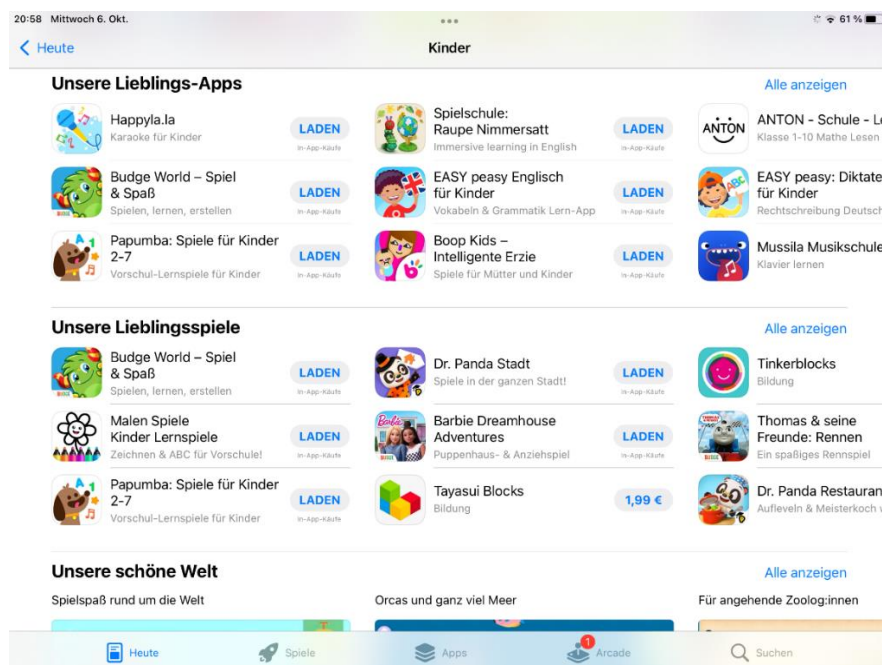 20:58 Mittwoch 6. Okt.
61 %
Heute
Kinder
Unsere Lieblings-Apps
Alle anzeigen
Happyla.la
Karaoke für Kinder
LADEN
In-App-Käufe
Spielschule:
Raupe Nimmersatt
Immersive learning in English
LADEN
In-App-Käufe
ANTON
ANTON - Schule - Le
Klasse 1-10 Mathe Lesen
Budge World – Spiel
& Spaß
Spielen, lernen, erstellen
LADEN
In-App-Käufe
EASY peasy Englisch
für Kinder
Vokabeln & Grammatik Lern-App
LADEN
In-App-Käufe
ABC
EASY peasy: Diktate
für Kinder
Rechtschreibung Deutsch
Papumba: Spiele für Kinder
2-7
Vorschul-Lernspiele für Kinder
LADEN
In-App-Käufe
Boop Kids –
Intelligente Erzie
Spiele für Mütter und Kinder
LADEN
In-App-Käufe
Mussila Musikschule
Klavier lernen
Unsere Lieblingsspiele
Alle anzeigen
Budge World – Spiel
& Spaß
Spielen, lernen, erstellen
LADEN
In-App-Käufe
Dr. Panda Stadt
Spiele in der ganzen Stadt!
LADEN
In-App-Käufe
Tinkerblocks
Bildung
Malen Spiele
Kinder Lernspiele
Zeichnen & ABC für Vorschule!
LADEN
In-App-Käufe
Barbie
Barbie Dreamhouse
Adventures
Puppenhaus- & Anziehspiel
LADEN
In-App-Käufe
Thomas & seine
Freunde: Rennen
Ein spaßiges Rennspiel
Papumba: Spiele für Kinder
2-7
Vorschul-Lernspiele für Kinder
LADEN
In-App-Käufe
Tayasui Blocks
Bildung
1,99 €
Dr. Panda Restauran
Aufleveln & Meisterkoch
Unsere schöne Welt
Alle anzeigen
Spielspaß rund um die Welt
Orcas und ganz viel Meer
Für angehende Zoolog:innen
Heute
Spiele
Apps
1
Arcade
Suchen